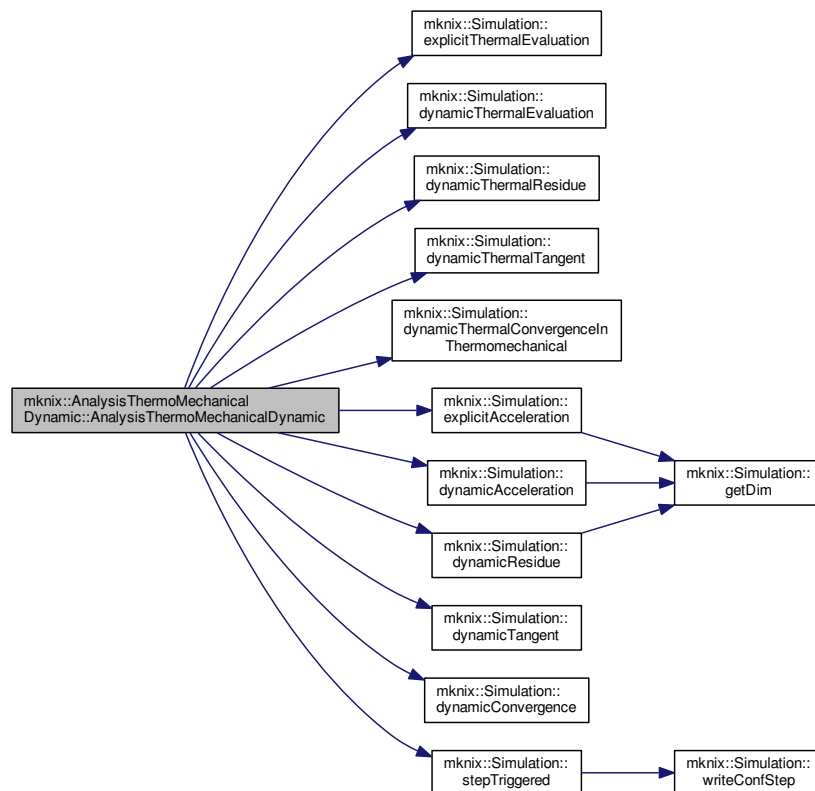 mknix::Simulation::
explicitThermalEvaluation
mknix::Simulation::
dynamicThermalEvaluation
mknix::Simulation::
dynamicThermalResidue
mknix::Simulation::
dynamicThermalTangent
mknix::Simulation::
dynamicThermalConvergenceIn
Thermomechanical
mknix::AnalysisThermoMechanical
Dynamic::AnalysisThermoMechanicalDynamic
mknix::Simulation::
explicitAcceleration
mknix::Simulation::
dynamicAcceleration
mknix::Simulation::
getDim
mknix::Simulation::
dynamicResidue
mknix::Simulation::
dynamicTangent
mknix::Simulation::
dynamicConvergence
mknix::Simulation::
stepTriggered
mknix::Simulation::
writeConfStep